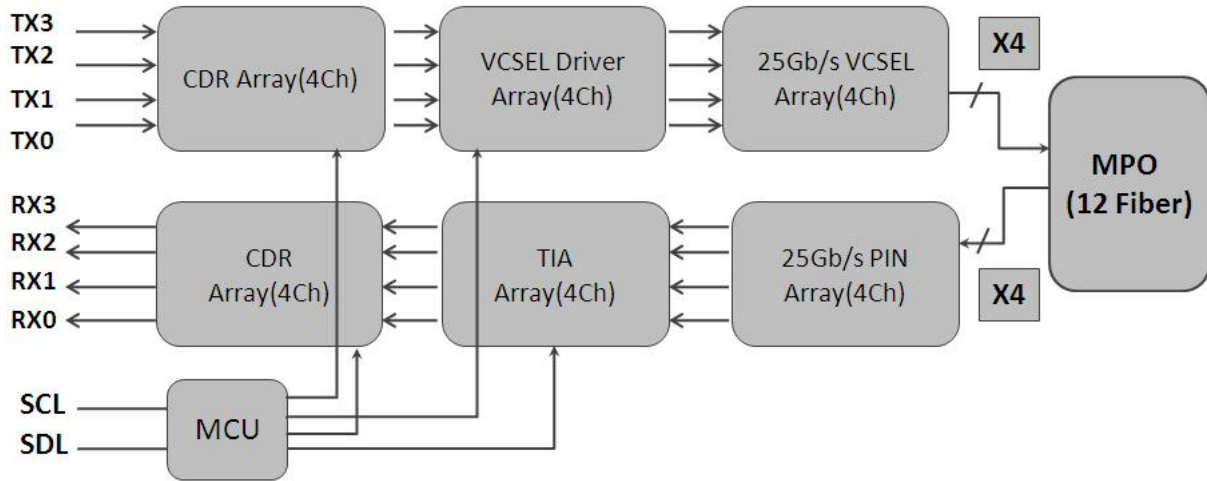 TX3
TX2
TX1
TX0
CDR Array(4Ch)
VCSEL Driver
Array(4Ch)
25Gb/s VCSEL
Array(4Ch)
X4
MPO
(12 Fiber)
RX3
RX2
RX1
RX0
CDR
Array(4Ch)
TIA
Array(4Ch)
25Gb/s PIN
Array(4Ch)
X4
SCL
SDL
MCU